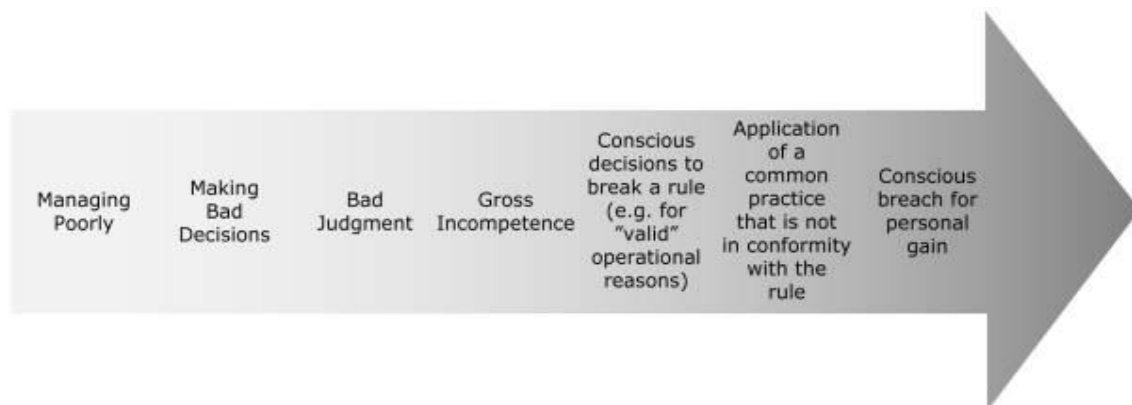 Managing
Poorly
Making
Bad
Decisions
Bad
Judgment
Gross
Incompetence
Conscious
decisions to
break a rule
(e.g. for
"valid"
operational
reasons)
Application
of a
common
practice
that is not
in conformity
with the
rule
Conscious
breach for
personal
gain